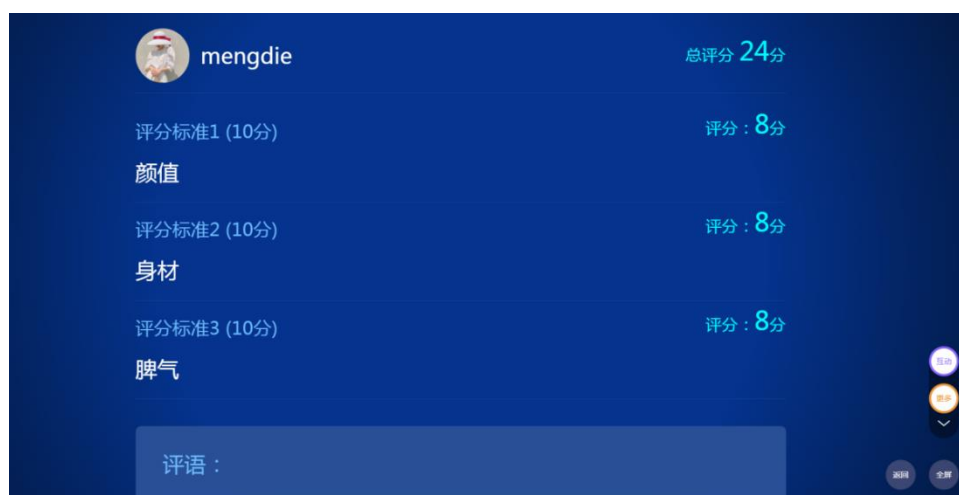 mengdie
总评分 24分
评分标准1 (10分)
评分：8分
颜值
评分标准2 (10分)
评分：8分
身材
评分标准3 (10分)
评分：8分
脾气
互动
更多
评语：
返回
全屏